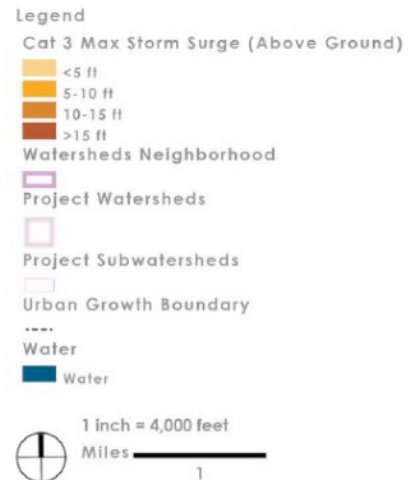 Legend
Cat 3 Max Storm Surge (Above Ground)
<5 ft
5-10 ft
10-15 ft
>15 ft
Watersheds Neighborhood
Project Watersheds
Project Subwatersheds
Urban Growth Boundary
Water
Water
1 inch = 4,000 feet
Miles
1